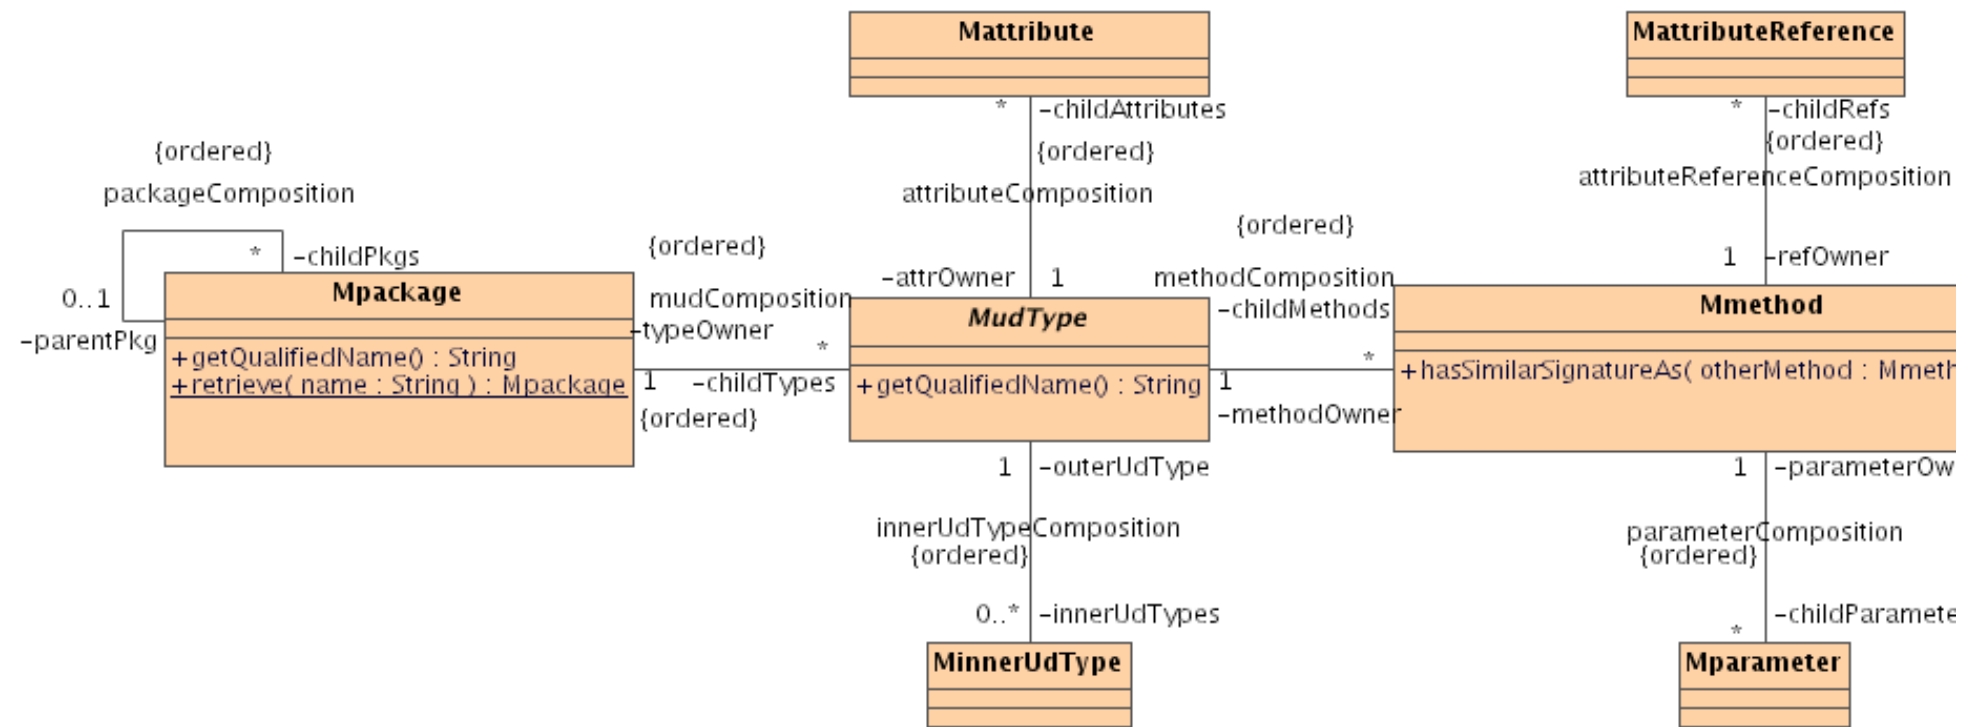 Mattribute
MattributeReference
* -childAttributes
* -childRefs
{ordered}
{ordered}
{ordered}
packageComposition
attributeComposition
attributeReferenceComposition
{ordered}
{ordered}
* -childPkgs
-attrOwner 1
methodComposition
1 -refOwner
0..1
-parentPkg
Mpackage
+getQualifiedName() : String
+retrieve( name : String ) : Mpackage
mudComposition
-typeOwner
*
1 -childTypes
{ordered}
MudType
+getQualifiedName() : String
-childMethods
*
1
-methodOwner
Mmethod
+hasSimilarSignatureAs( otherMethod : Mmeth
1 -outerUdType
1 -parameterOw
innerUdTypeComposition
{ordered}
parameterComposition
{ordered}
0..* -innerUdTypes
* -childParamete
MinnerUdType
Mparameter